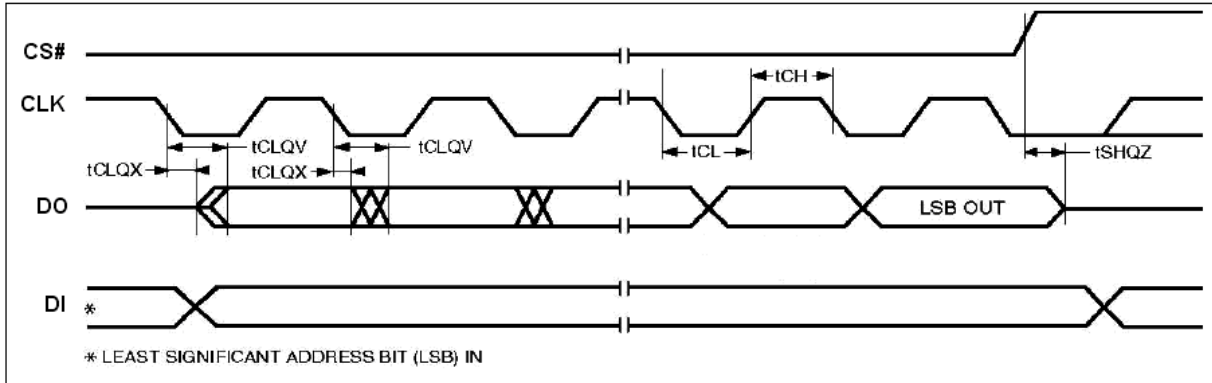 CS#
tCH
CLK
tCLQV
tCLQV
tCL
tSHQZ
tCLQX
tCLQX
DO
LSB OUT
DI
*
* LEAST SIGNIFICANT ADDRESS BIT (LSB) IN